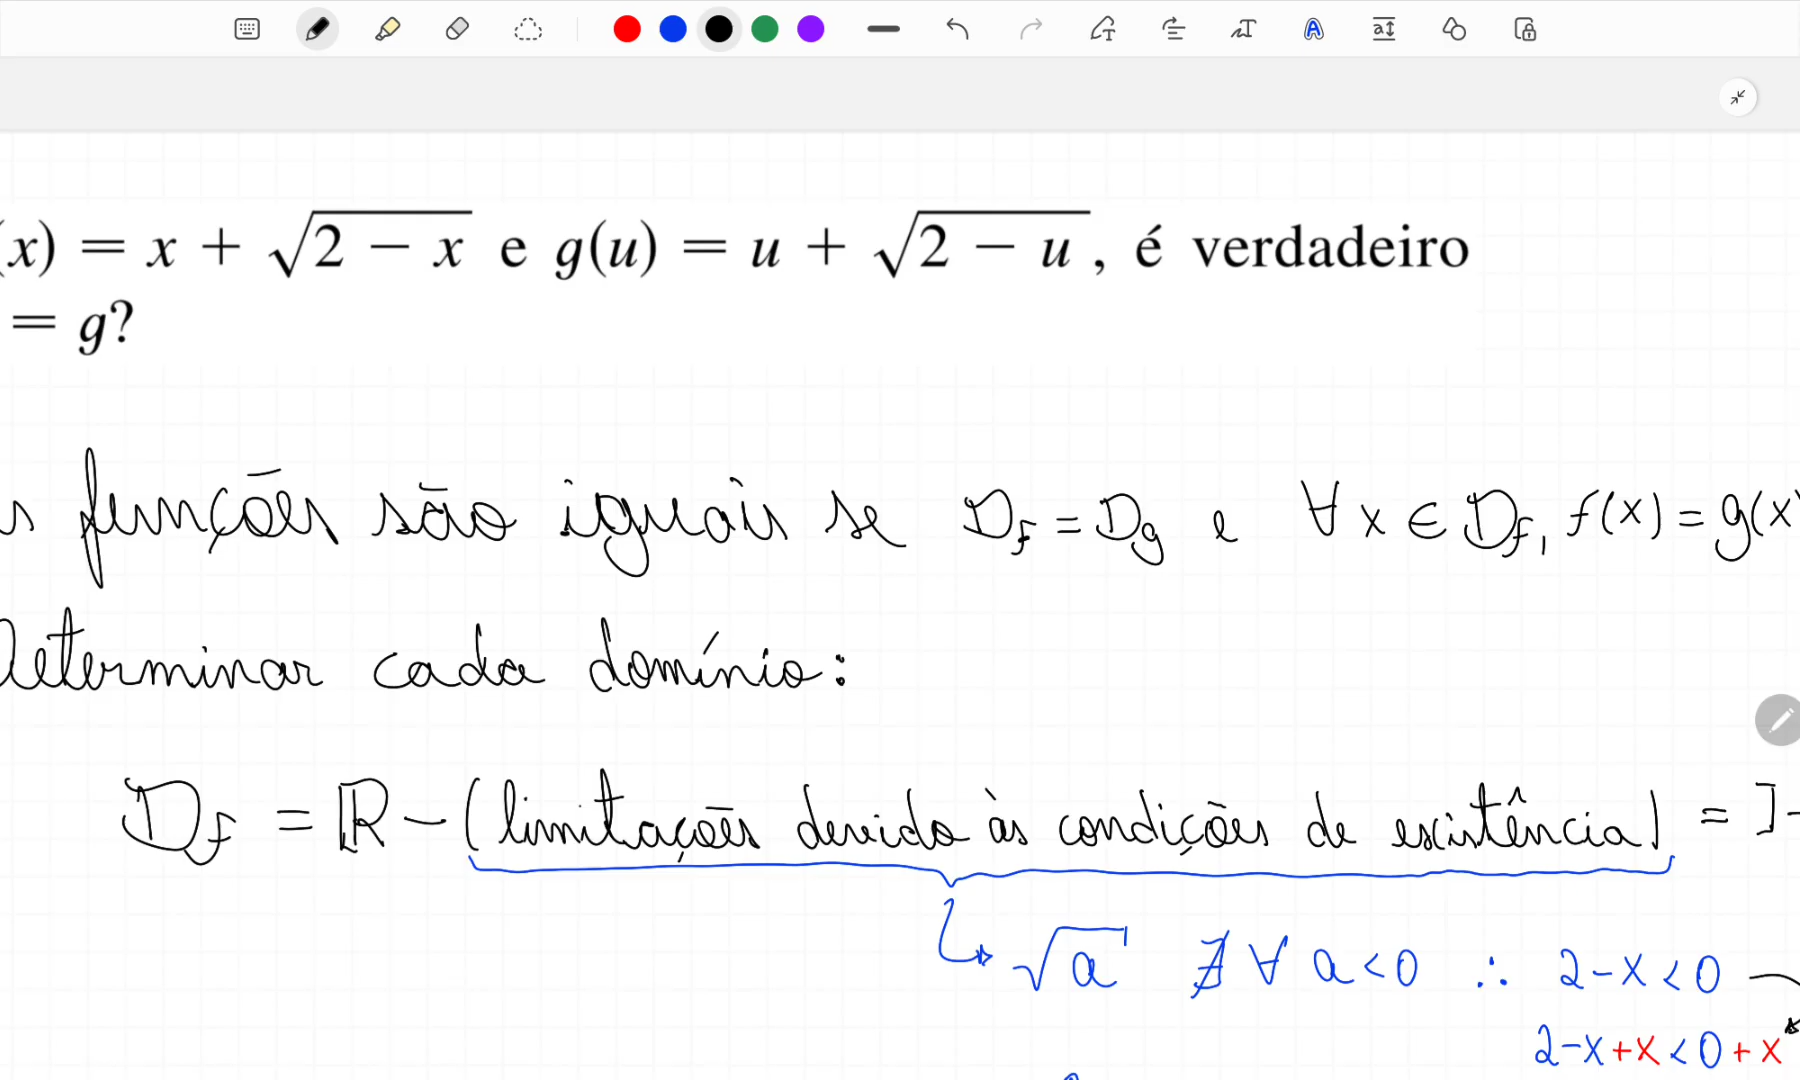 (x) = x + √2 − x e g(u) = u + √2 − u, é verdadeiro
= g?
s funções são iguais se D_f = D_g e ∀ x ∈ D_f, f(x) = g(x)
Determinar cada domínio:
D_f = ℝ − (limitações devido às condições de existência) = ]-
√a ∄ ∀ a < 0 ∴ 2-x < 0
2-x+x < 0+x